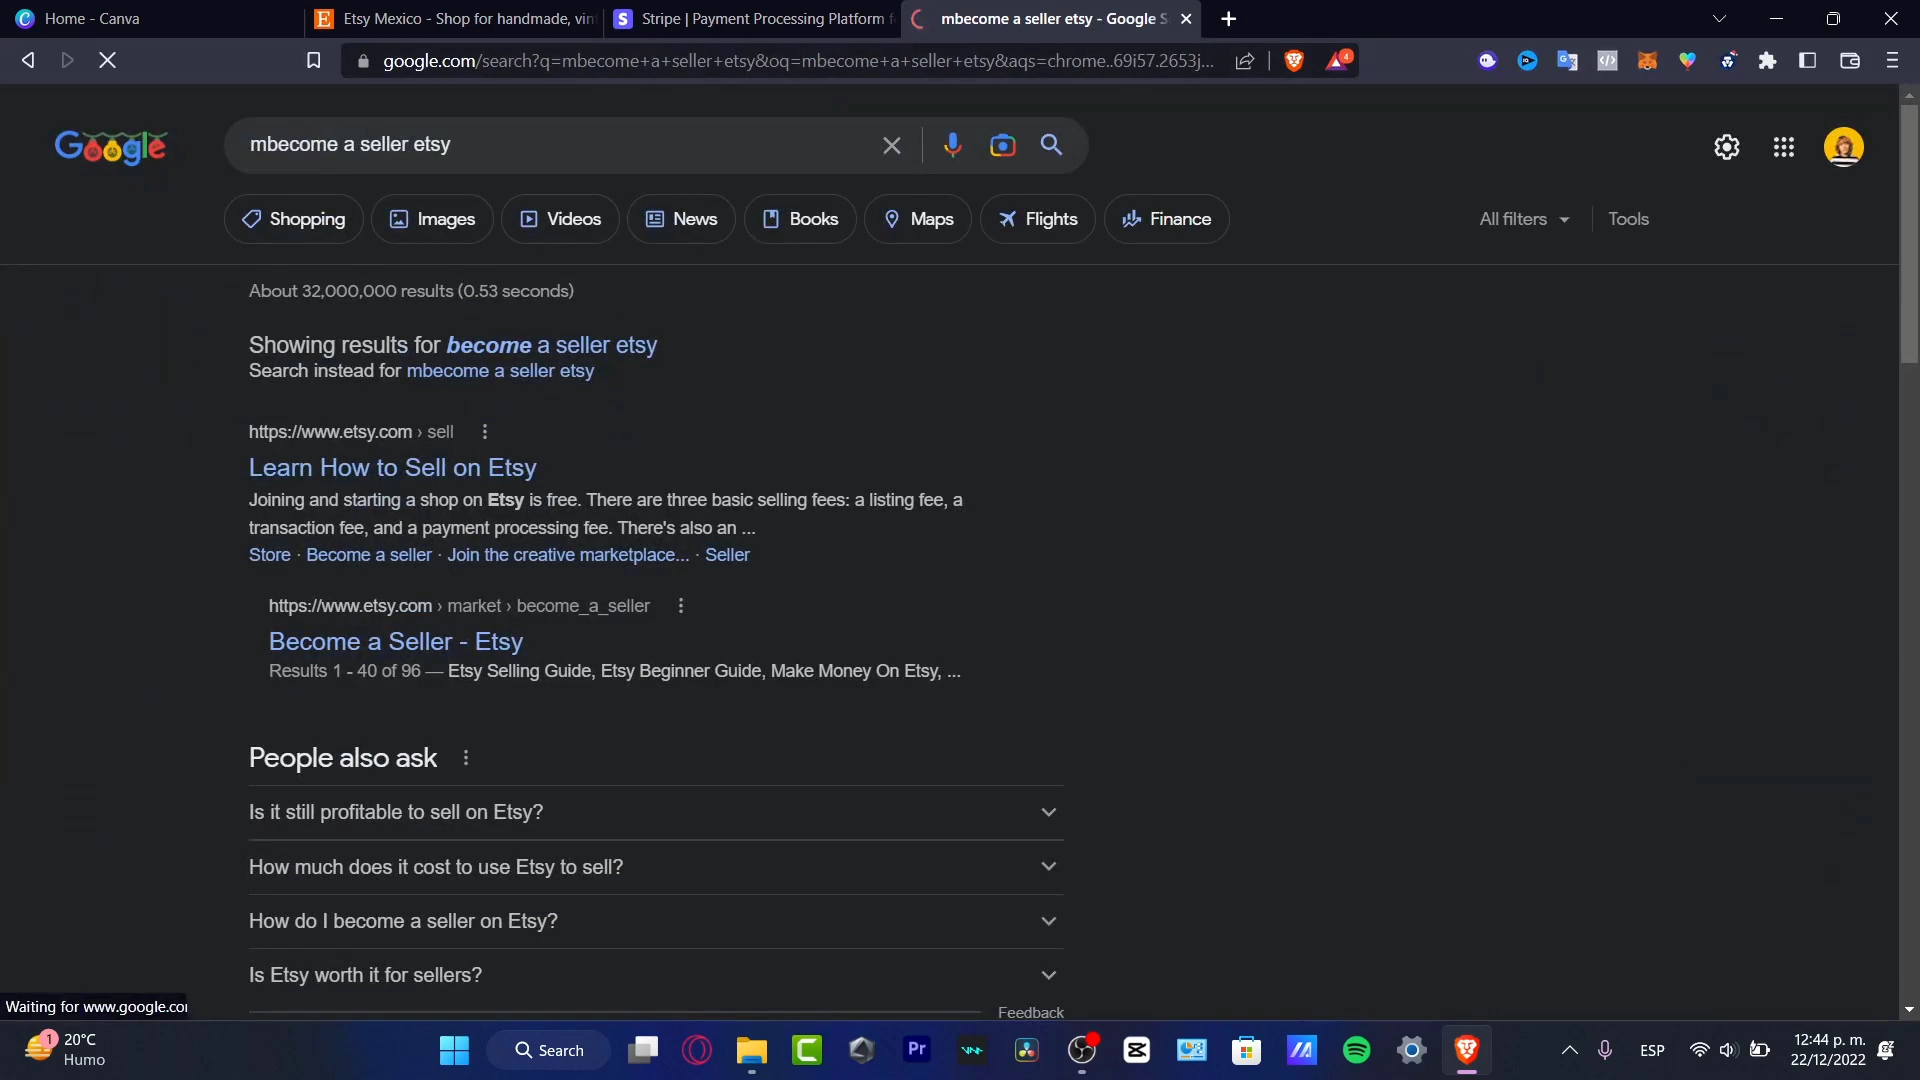 Home - Canva
Etsy Mexico - Shop for handmade, vin
Stripe | Payment Processing Platform f
mbecome a seller etsy - Google S
google.com/search?q=mbecome+a+seller+etsy&oq=mbecome+a+seller+etsy&aqs=chrome..69i57.2653j...
4
Google
mbecome a seller etsy
Shopping
Images
Videos
News
Books
Maps
Flights
Finance
All filters
Tools
About 32,000,000 results (0.53 seconds)
Showing results for become a seller etsy
Search instead for mbecome a seller etsy
https://www.etsy.com › sell
Learn How to Sell on Etsy
Joining and starting a shop on Etsy is free. There are three basic selling fees: a listing fee, a
transaction fee, and a payment processing fee. There's also an ...
Store · Become a seller · Join the creative marketplace... · Seller
https://www.etsy.com › market › become_a_seller
Become a Seller - Etsy
Results 1 - 40 of 96 — Etsy Selling Guide, Etsy Beginner Guide, Make Money On Etsy, ...
People also ask
Is it still profitable to sell on Etsy?
How much does it cost to use Etsy to sell?
How do I become a seller on Etsy?
Is Etsy worth it for sellers?
Feedback
Waiting for www.google.co
1
20°C
Humo
Search
Pr
ESP
12:44 p. m.
22/12/2022